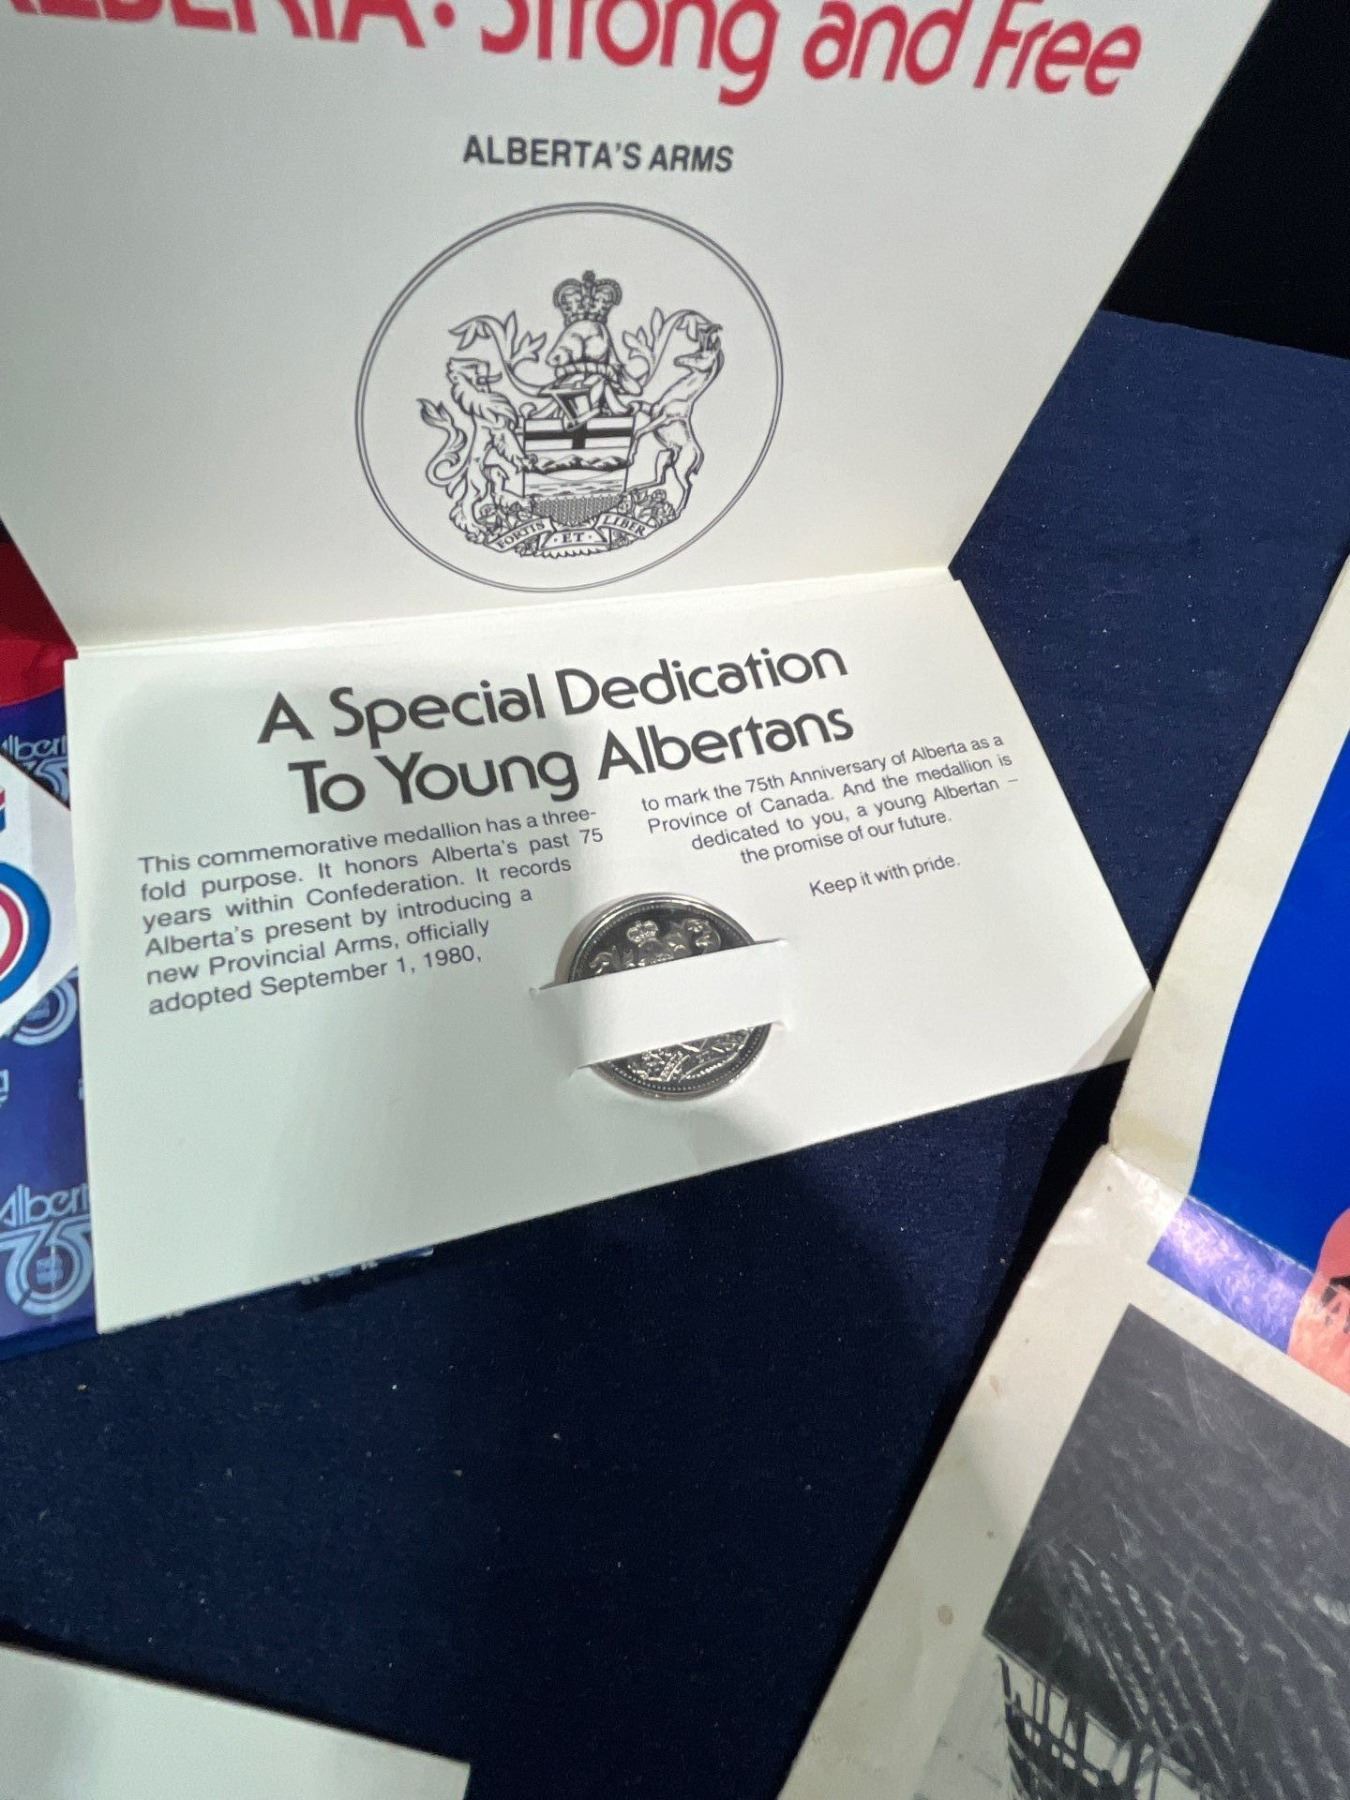 Strong and Free
ALBERTA'S ARMS
FORTIS ET LIBER
A Special Dedication
To Young Albertans
This commemorative medallion has a three-
fold purpose. It honors Alberta's past 75
years within Confederation. It records
Alberta's present by introducing a
new Provincial Arms, officially
adopted September 1, 1980,
to mark the 75th Anniversary of Alberta as a
Province of Canada. And the medallion is
dedicated to you, a young Albertan –
the promise of our future.
Keep it with pride.
75